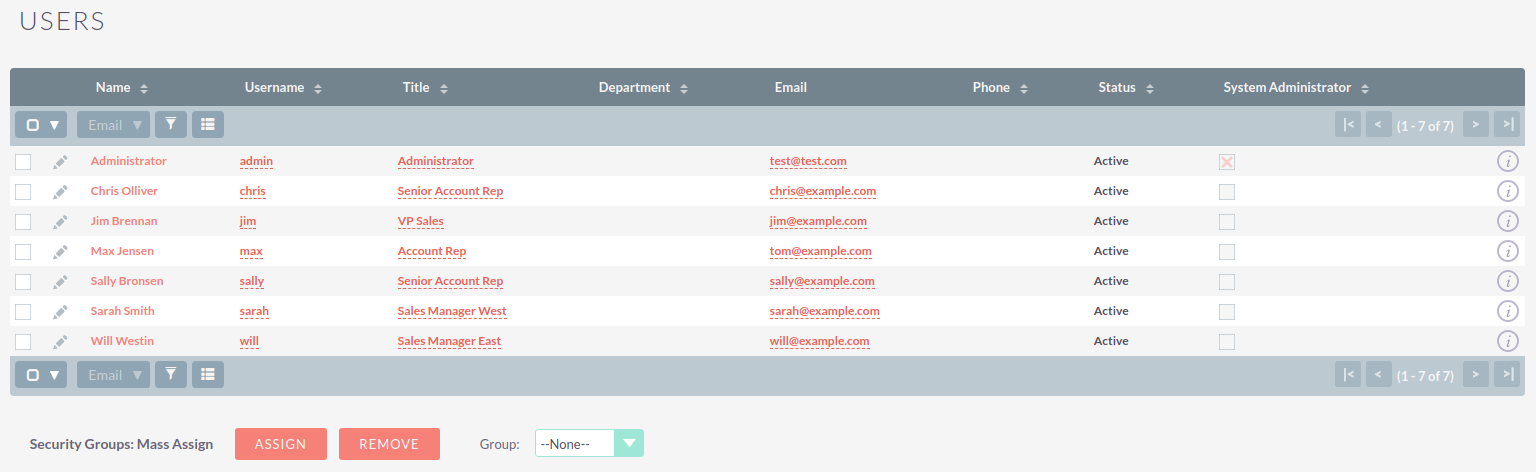 USERS
Name Username Title Department Email Phone Status System Administrator
Email (1 - 7 of 7)
Administrator admin Administrator test@test.com Active
Chris Olliver chris Senior Account Rep chris@example.com Active
Jim Brennan jim VP Sales jim@example.com Active
Max Jensen max Account Rep tom@example.com Active
Sally Bronsen sally Senior Account Rep sally@example.com Active
Sarah Smith sarah Sales Manager West sarah@example.com Active
Will Westin will Sales Manager East will@example.com Active
Email (1 - 7 of 7)
Security Groups: Mass Assign ASSIGN REMOVE Group: --None--